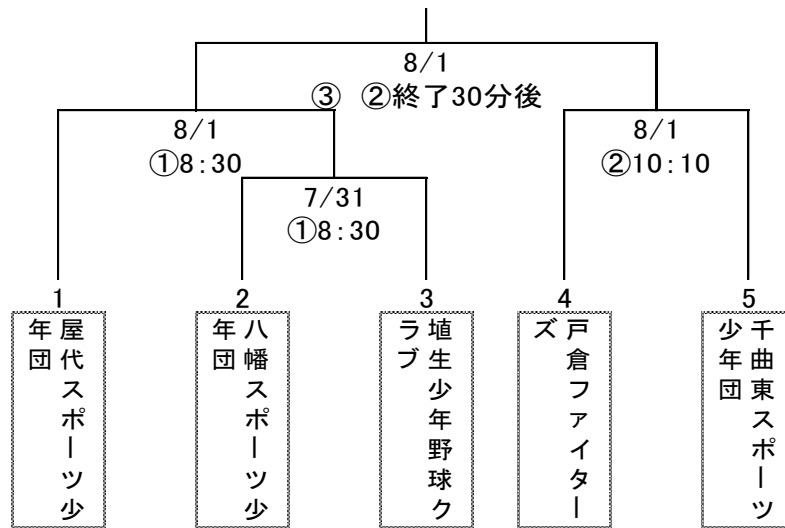 8/1
③ ②終了30分後
8/1
①8:30
8/1
②10:10
7/31
①8:30
1
2
3
4
5
屋代スポーツ少
年団
八幡スポーツ少
年団
埴生少年野球ク
ラブ
戸倉ファイター
ズ
千曲東スポーツ
少年団